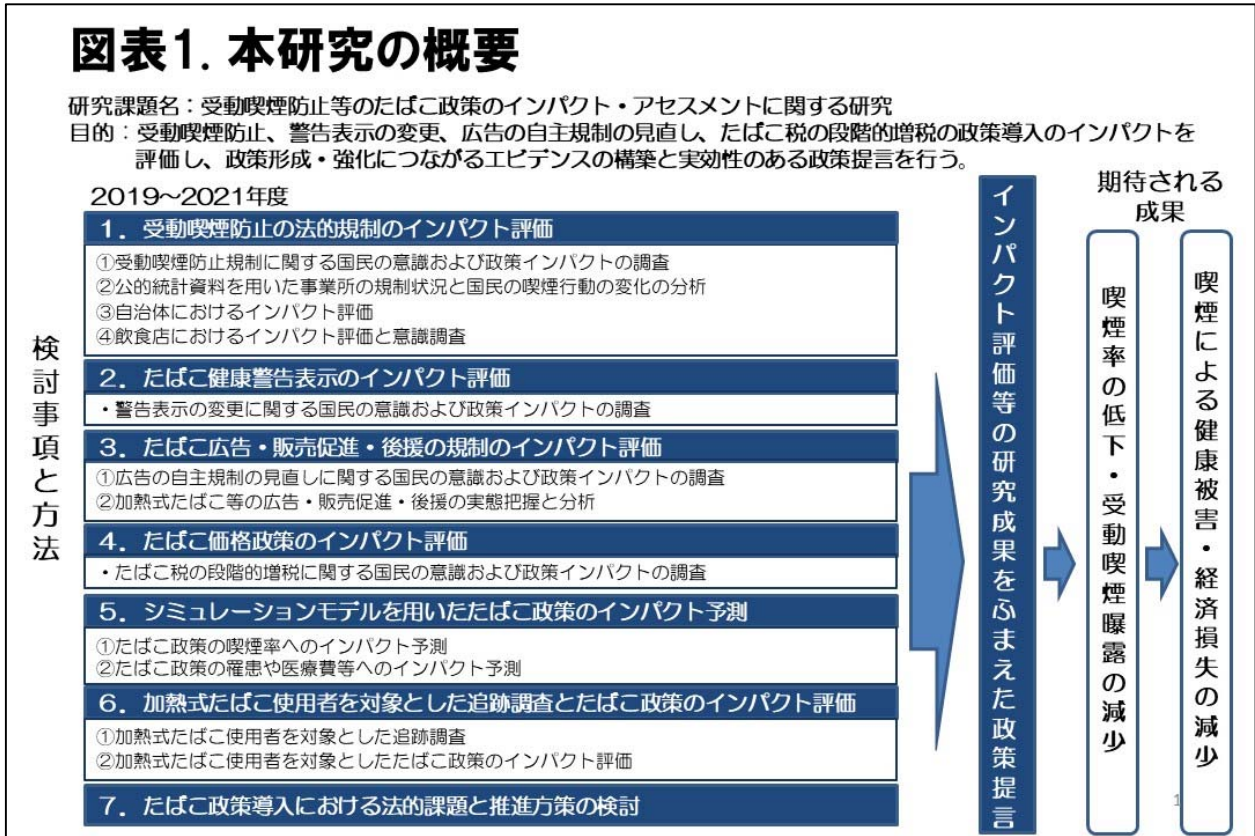 図表1. 本研究の概要
研究課題名：受動喫煙防止等のたばこ政策のインパクト・アセスメントに関する研究
目的：受動喫煙防止、警告表示の変更、広告の自主規制の見直し、たばこ税の段階的増税の政策導入のインパクトを
評価し、政策形成・強化につながるエビデンスの構築と実効性のある政策提言を行う。
2019～2021年度
検討事項と方法
1．受動喫煙防止の法的規制のインパクト評価
①受動喫煙防止規制に関する国民の意識および政策インパクトの調査
②公的統計資料を用いた事業所の規制状況と国民の喫煙行動の変化の分析
③自治体におけるインパクト評価
④飲食店におけるインパクト評価と意識調査
2．たばこ健康警告表示のインパクト評価
・警告表示の変更に関する国民の意識および政策インパクトの調査
3．たばこ広告・販売促進・後援の規制のインパクト評価
①広告の自主規制の見直しに関する国民の意識および政策インパクトの調査
②加熱式たばこ等の広告・販売促進・後援の実態把握と分析
4．たばこ価格政策のインパクト評価
・たばこ税の段階的増税に関する国民の意識および政策インパクトの調査
5．シミュレーションモデルを用いたたばこ政策のインパクト予測
①たばこ政策の喫煙率へのインパクト予測
②たばこ政策の罹患や医療費等へのインパクト予測
6．加熱式たばこ使用者を対象とした追跡調査とたばこ政策のインパクト評価
①加熱式たばこ使用者を対象とした追跡調査
②加熱式たばこ使用者を対象としたたばこ政策のインパクト評価
7．たばこ政策導入における法的課題と推進方策の検討
インパクト評価等の研究成果をふまえた政策提言
期待される
成果
喫煙率の低下・受動喫煙曝露の減少
喫煙による健康被害・経済損失の減少
1